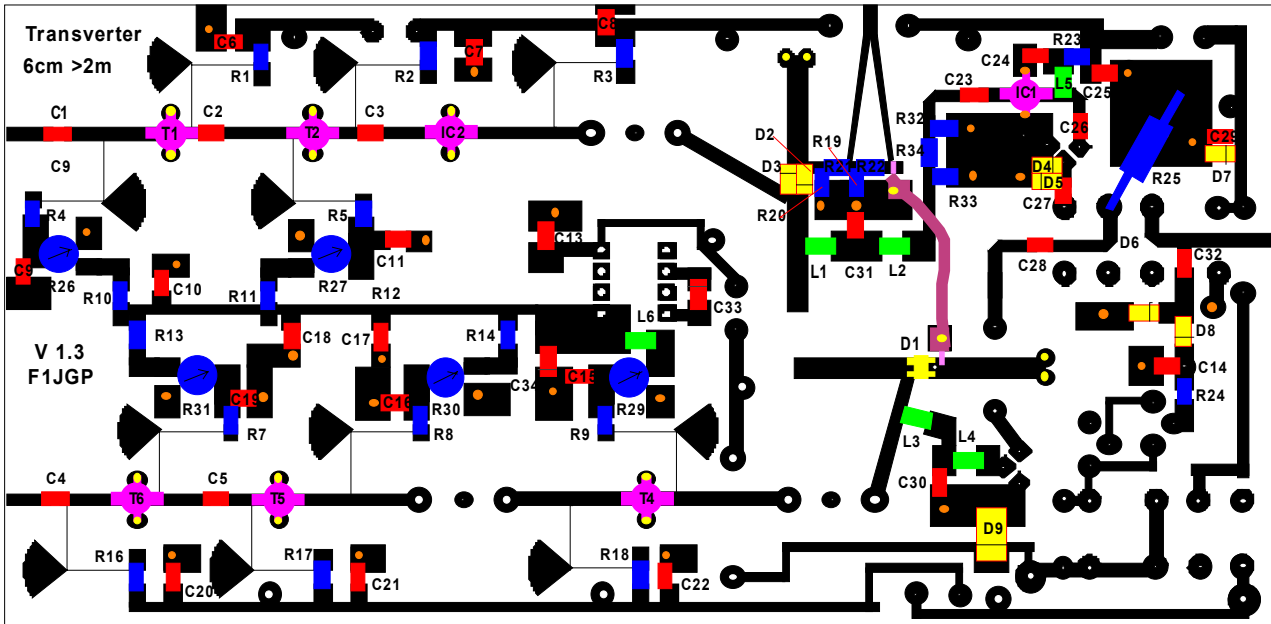 Transverter
6cm >2m
C6
R1
R2
C7
C8
R3
C24
R23
L5
C25
C23
IC1
C1
T1
C2
T2
C3
IC2
C9
D2
D3
R19
R21
R22
R20
R32
R34
R33
C26
D4
D5
C27
C29
D7
R25
R4
R5
C13
C11
C9
R26
R27
L1
C31
L2
C28
D6
C32
R10
C10
R11
R12
C33
R13
C18
C17
R14
L6
D1
D8
V 1.3
F1JGP
C34
C15
C14
R24
R31
C19
C16
R30
R29
R7
R8
R9
L3
L4
C30
C4
T6
C5
T5
T4
D9
R16
C20
R17
C21
R18
C22